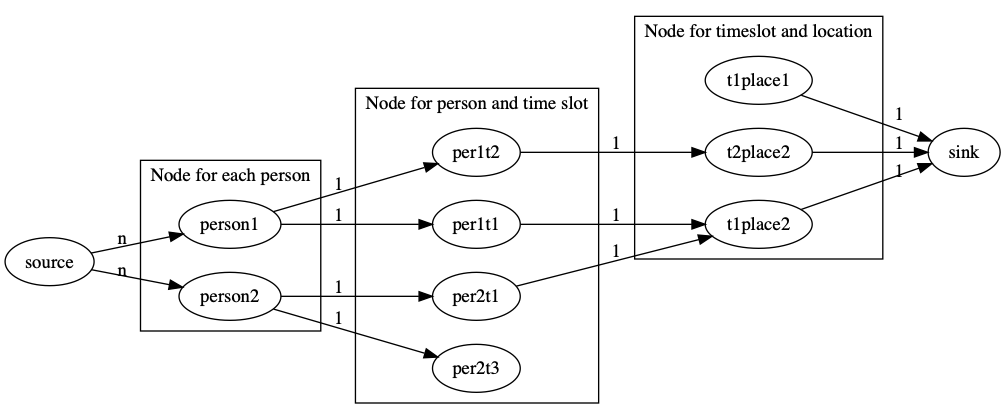 Node for timeslot and location
t1place1
1
Node for person and time slot
per1t2
1
t2place2
1
sink
Node for each person
1
1
person1
1
per1t1
1
t1place2
n
source
n
1
person2
1
per2t1
1
per2t3